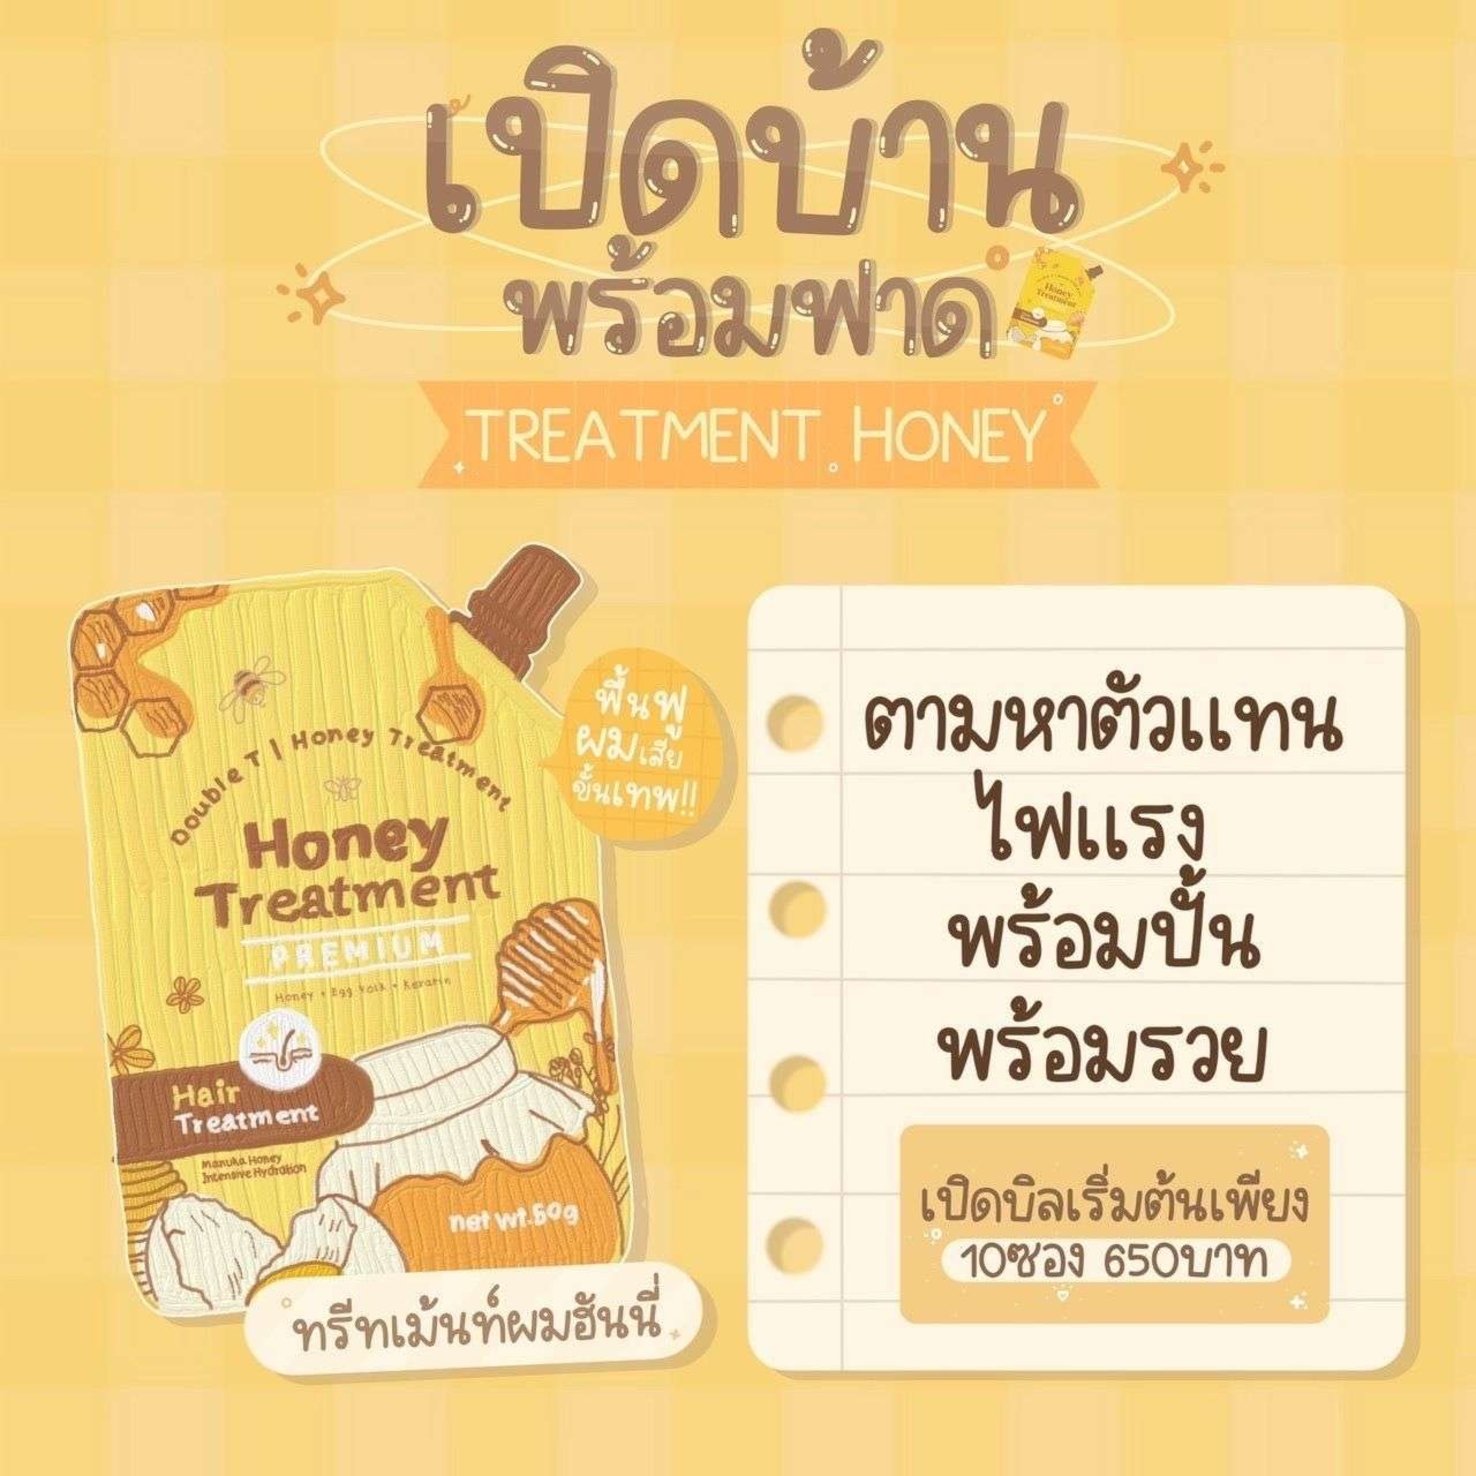 เปิดบ้าน
พร้อมฟาด
TREATMENT HONEY
Double T | Honey Treatment
Honey
Treatment
PREMIUM
Honey + Egg Yolk + Keratin
Hair
Treatment
Manuka Honey
Intensive Hydration
net wt.50g
ฟื้นฟู
ผมเสีย
ขั้นเทพ!!
ทรีทเม้นท์ผมฮันนี่
ตามหาตัวแทน
ไฟแรง
พร้อมปั้น
พร้อมรวย
เปิดบิลเริ่มต้นเพียง
10ซอง 650บาท